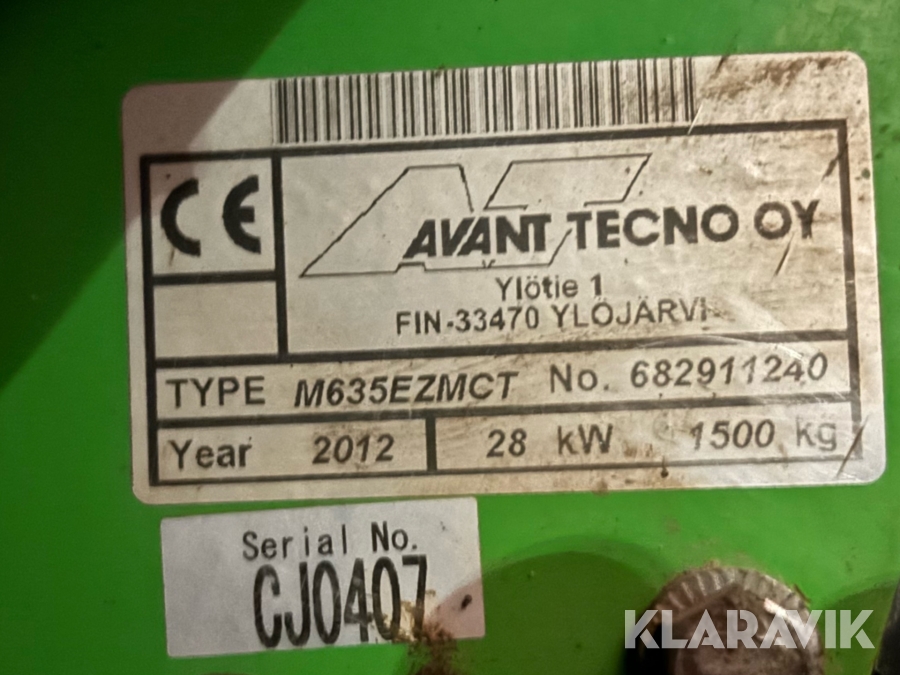 CE
AVANT TECNO OY
Ylötie 1
FIN-33470 YLÖJÄRVI
TYPE M635EZMCT No. 682911240
Year 2012 28 kW 1500 kg
Serial No.
CJ0407
KLARAVIK